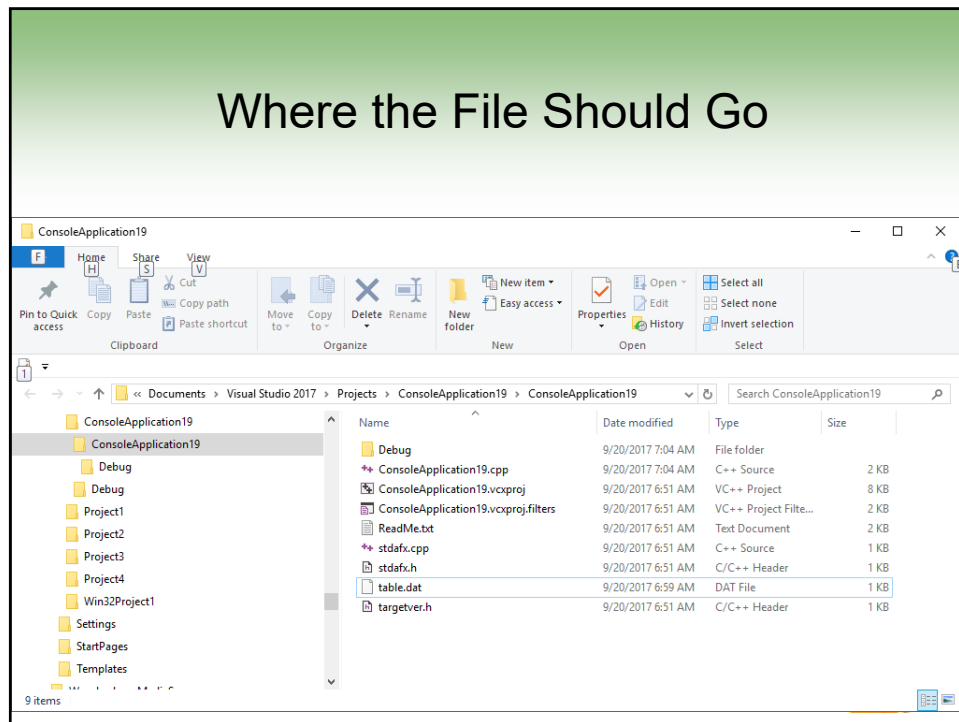 Where the File Should Go
ConsoleApplication19
F Home Share View
H S V
Pin to Quick access
Copy
Paste
Cut
Copy path
Paste shortcut
Move to
Copy to
Delete
Rename
New folder
New item
Easy access
Properties
Open
Edit
History
Select all
Select none
Invert selection
Clipboard Organize New Open Select
1
« Documents > Visual Studio 2017 > Projects > ConsoleApplication19 > ConsoleApplication19
Search ConsoleApplication19
ConsoleApplication19
ConsoleApplication19
Debug
Debug
Project1
Project2
Project3
Project4
Win32Project1
Settings
StartPages
Templates
Name Date modified Type Size
Debug 9/20/2017 7:04 AM File folder
ConsoleApplication19.cpp 9/20/2017 7:04 AM C++ Source 2 KB
ConsoleApplication19.vcxproj 9/20/2017 6:51 AM VC++ Project 8 KB
ConsoleApplication19.vcxproj.filters 9/20/2017 6:51 AM VC++ Project Filte... 2 KB
ReadMe.txt 9/20/2017 6:51 AM Text Document 2 KB
stdafx.cpp 9/20/2017 6:51 AM C++ Source 1 KB
stdafx.h 9/20/2017 6:51 AM C/C++ Header 1 KB
table.dat 9/20/2017 6:59 AM DAT File 1 KB
targetver.h 9/20/2017 6:51 AM C/C++ Header 1 KB
9 items